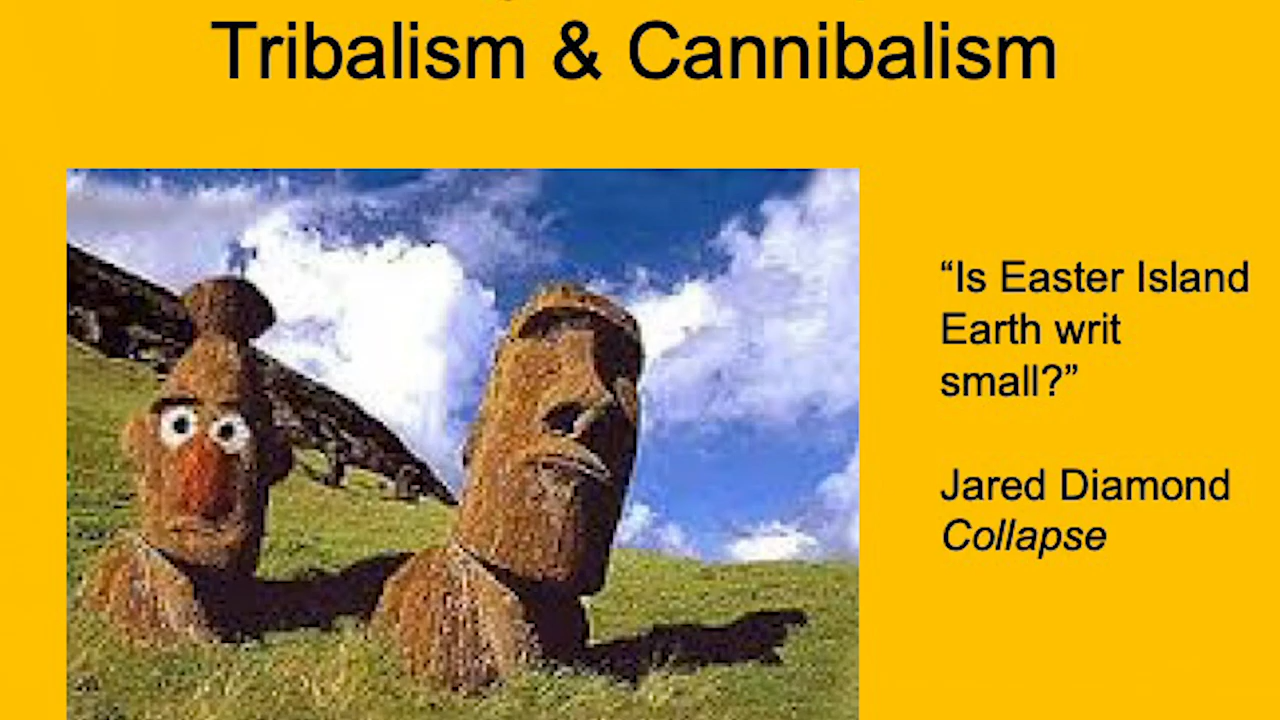 Tribalism & Cannibalism
“Is Easter Island
Earth writ
small?”
Jared Diamond
Collapse